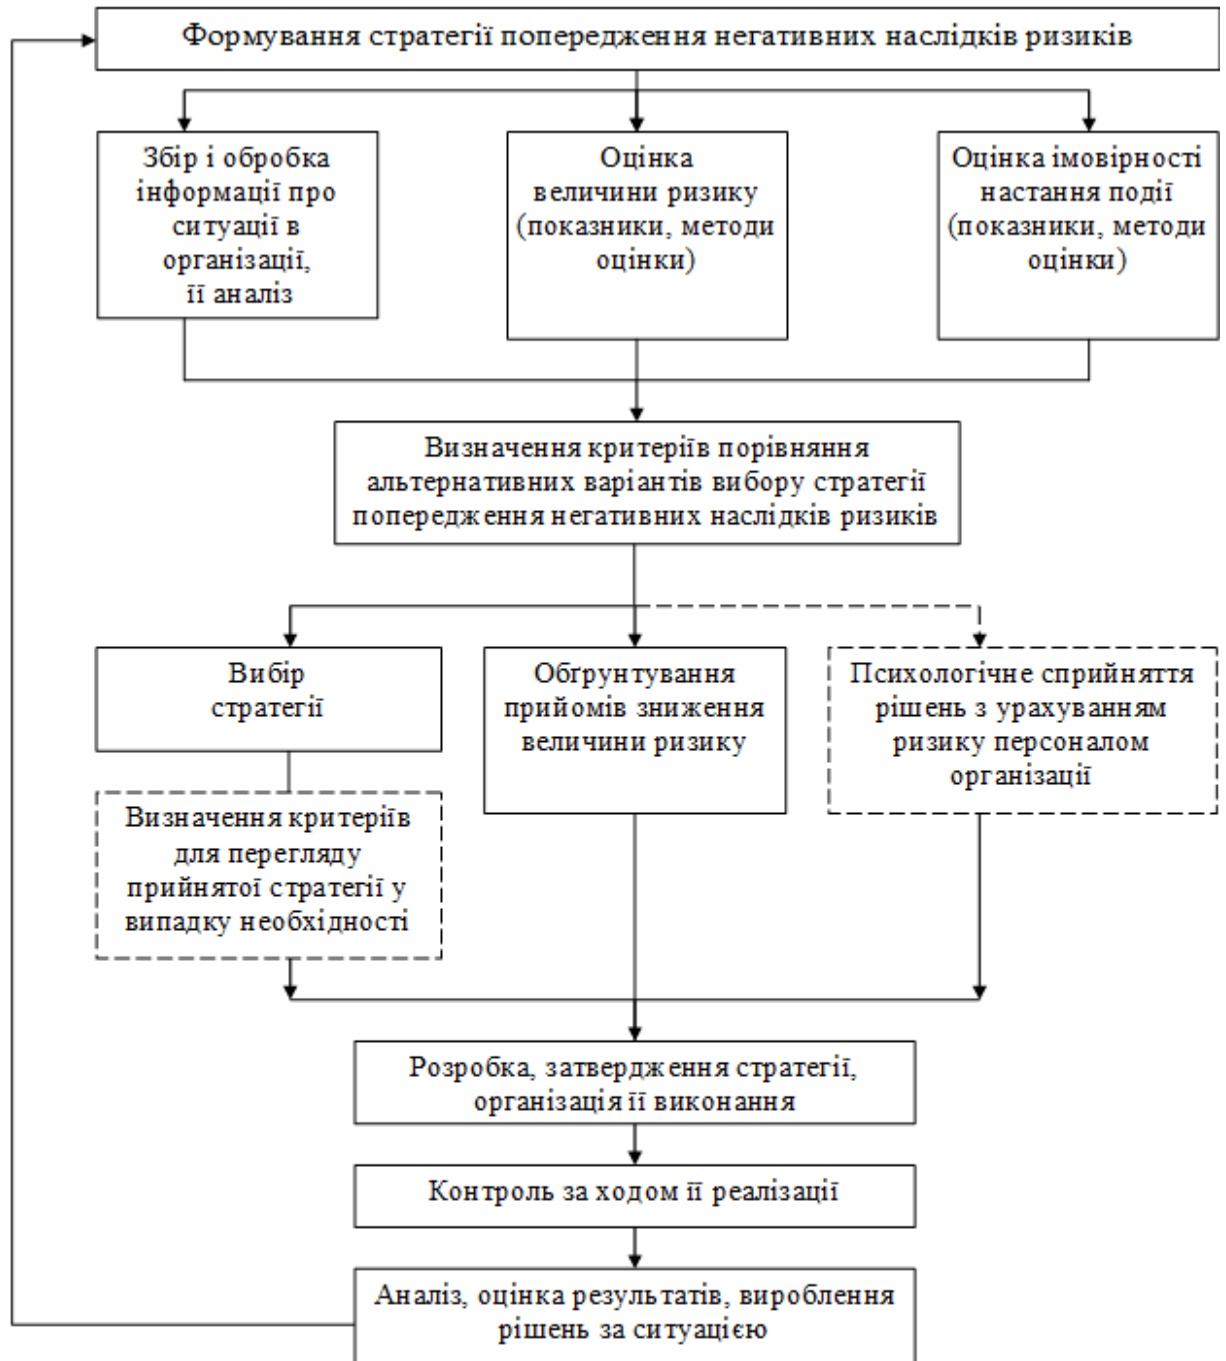 Формування стратегії попередження негативних наслідків ризиків
Збір і обробка
інформації про
ситуації в
організації,
її аналіз
Оцінка
величини ризику
(показники, методи
оцінки)
Оцінка імовірності
настання події
(показники, методи
оцінки)
Визначення критеріїв порівняння
альтернативних варіантів вибору стратегії
попередження негативних наслідків ризиків
Вибір
стратегії
Обґрунтування
прийомів зниження
величини ризику
Психологічне сприйняття
рішень з урахуванням
ризику персоналом
організації
Визначення критеріїв
для перегляду
прийнятої стратегії у
випадку необхідності
Розробка, затвердження стратегії,
організація її виконання
Контроль за ходом її реалізації
Аналіз, оцінка результатів, вироблення
рішень за ситуацією